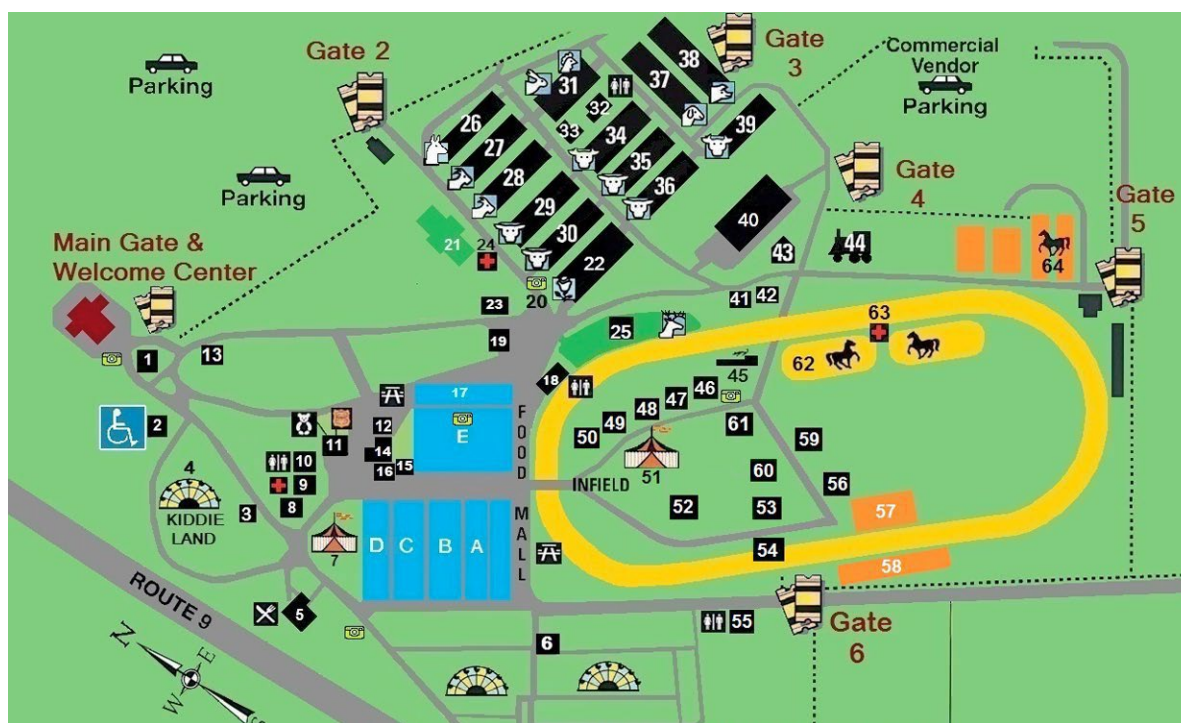 Gate 2
Gate
3
Commercial
Vendor
Parking
Parking
Parking
Gate
4
Gate
5
Main Gate &
Welcome Center
38
37
31
32
33
34
35
36
39
26
27
28
29
30
22
40
43
44
64
21
24
20
23
19
25
41
42
63
62
45
1
13
2
18
17
E
12
11
14
15
16
10
9
8
4
KIDDIE
LAND
3
7
D
C
B
A
FOOD
MALL
INFIELD
46
47
48
49
50
51
61
59
60
56
52
53
57
54
58
5
6
55
Gate
6
ROUTE 9
N
E
W
S